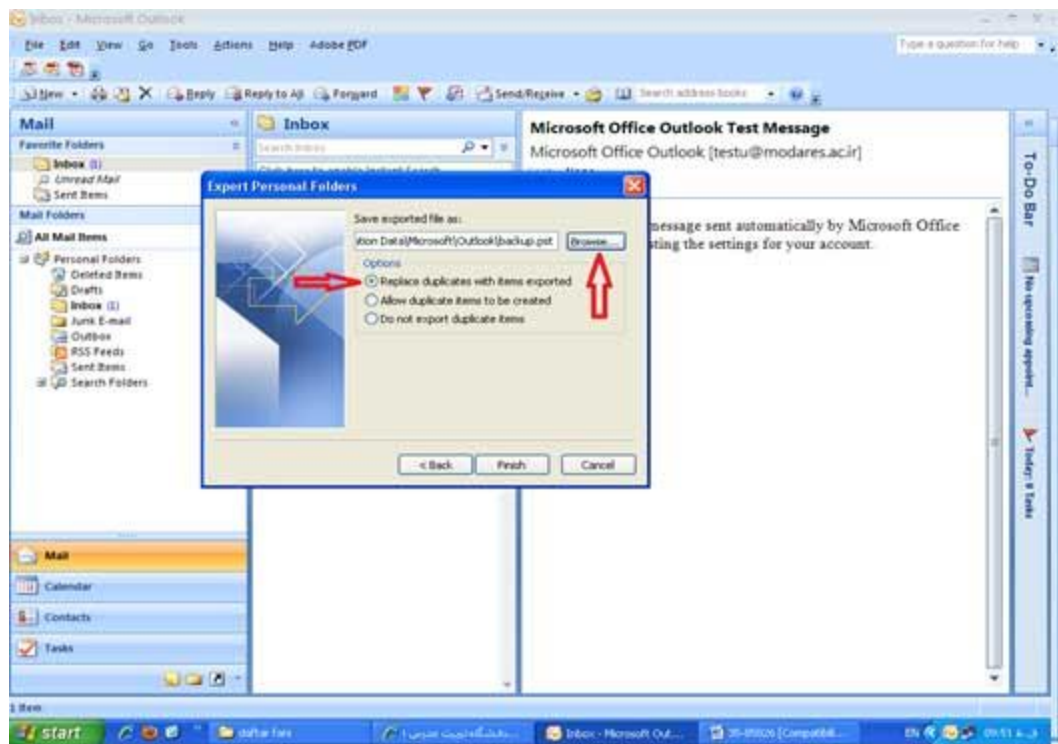 Inbox - Microsoft Outlook
File Edit View Go Tools Actions Help Adobe PDF
Type a question for help
New Reply Reply to All Forward Send/Receive Search address books
Mail
Favorite Folders
Inbox (1)
Unread Mail
Sent Items
Mail Folders
All Mail Items
Personal Folders
Deleted Items
Drafts
Inbox (1)
Junk E-mail
Outbox
RSS Feeds
Sent Items
Search Folders
Mail
Calendar
Contacts
Tasks
Inbox
Search Inbox
Export Personal Folders
Save exported file as:
ation Data\Microsoft\Outlook\backup.pst
Browse ...
Options
Replace duplicates with items exported
Allow duplicate items to be created
Do not export duplicate items
< Back
Finish
Cancel
Microsoft Office Outlook Test Message
Microsoft Office Outlook [testu@modares.ac.ir]
message sent automatically by Microsoft Office
sting the settings for your account.
To-Do Bar
No upcoming appoint...
Today: 0 Tasks
1 Item
start
Inbox - Microsoft Out...
EN